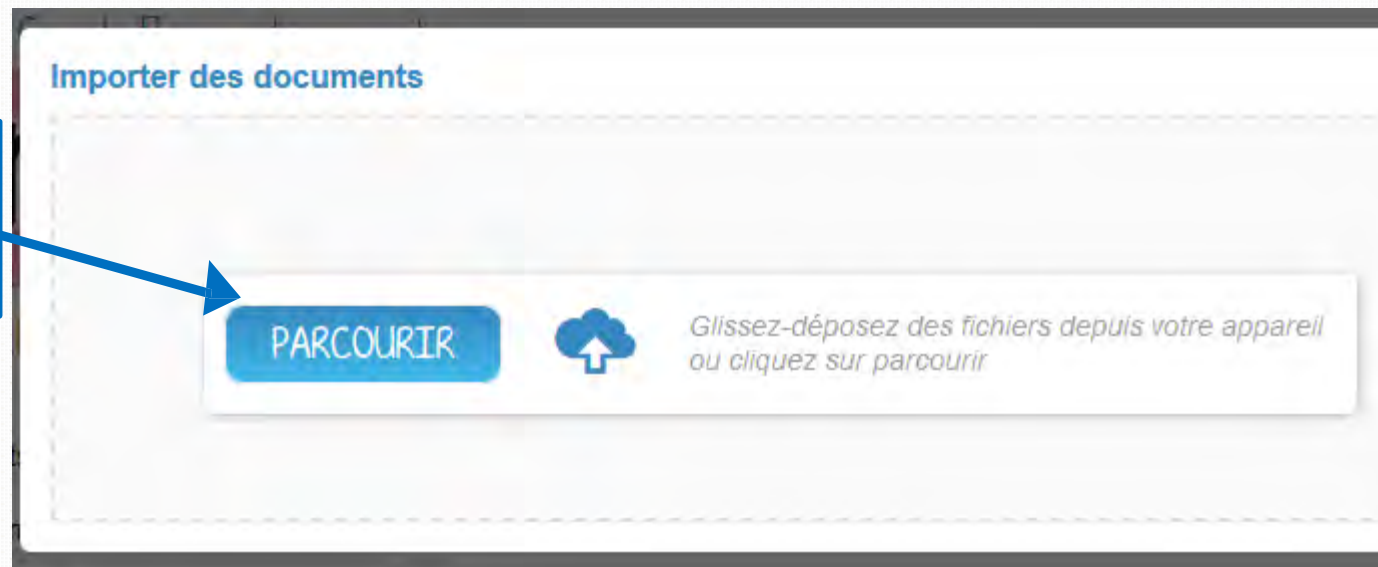 Importer des documents
PARCOURIR
Glissez-déposez des fichiers depuis votre appareil
ou cliquez sur parcourir